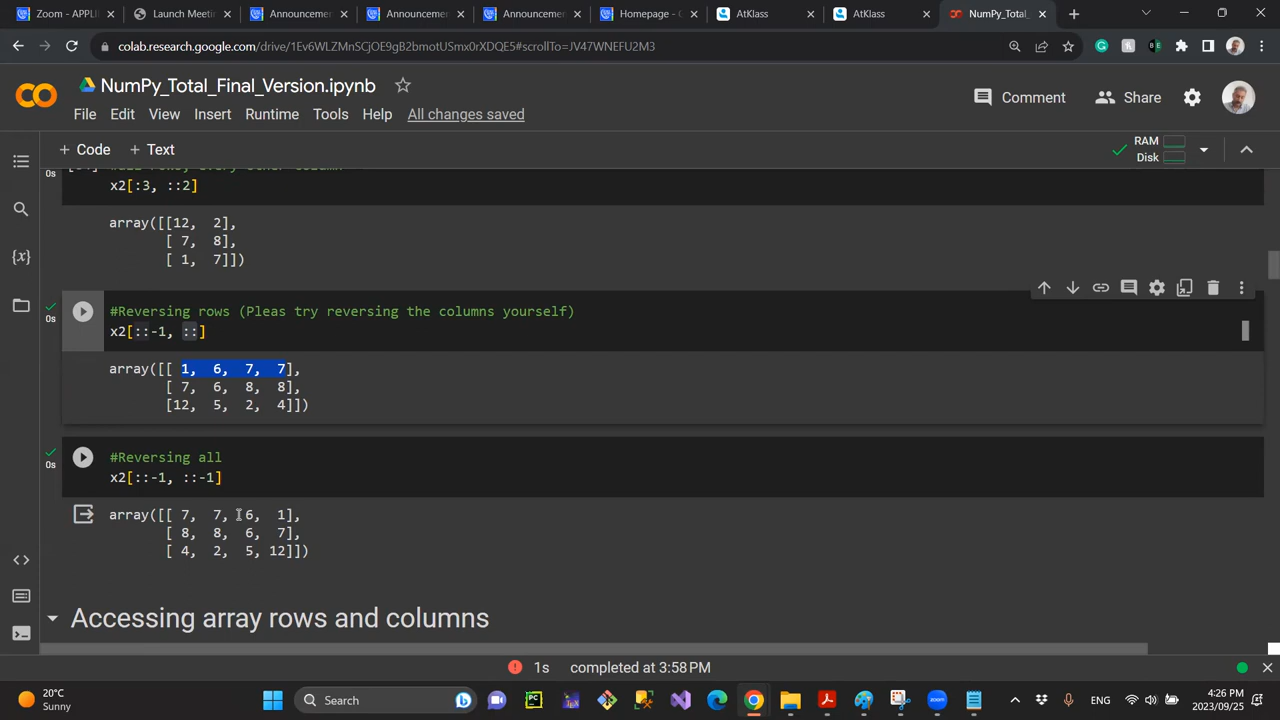 Zoom - APPLI
Launch Meeti
Announceme
Announcemen
Announcemen
Homepage - C
AtKlass
AtKlass
NumPy_Total_
colab.research.google.com/drive/1Ev6WLZMnSCjOE9gB2bmotUSmx0rXDQE5#scrollTo=JV47WNEFU2M3
NumPy_Total_Final_Version.ipynb
Comment
Share
File Edit View Insert Runtime Tools Help All changes saved
+ Code + Text
RAM
Disk
0s
x2[:3, ::2]
array([[12, 2],
[ 7, 8],
[ 1, 7]])
0s
#Reversing rows (Pleas try reversing the columns yourself)
x2[::-1, ::]
array([[ 1, 6, 7, 7],
[ 7, 6, 8, 8],
[12, 5, 2, 4]])
0s
#Reversing all
x2[::-1, ::-1]
array([[ 7, 7, 6, 1],
[ 8, 8, 6, 7],
[ 4, 2, 5, 12]])
Accessing array rows and columns
1s completed at 3:58 PM
20°C
Sunny
Search
ENG
4:26 PM
2023/09/25